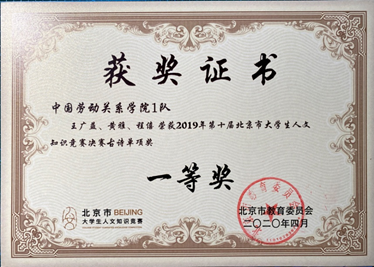 获奖证书
中国劳动关系学院1队
王广益、黄雅、程倩 荣获2019年第十届北京市大学生人文
知识竞赛决赛古诗单项奖
一等奖
北京市 BEIJING
大学生人文知识竞赛
北京市教育委员会
二〇二〇年四月